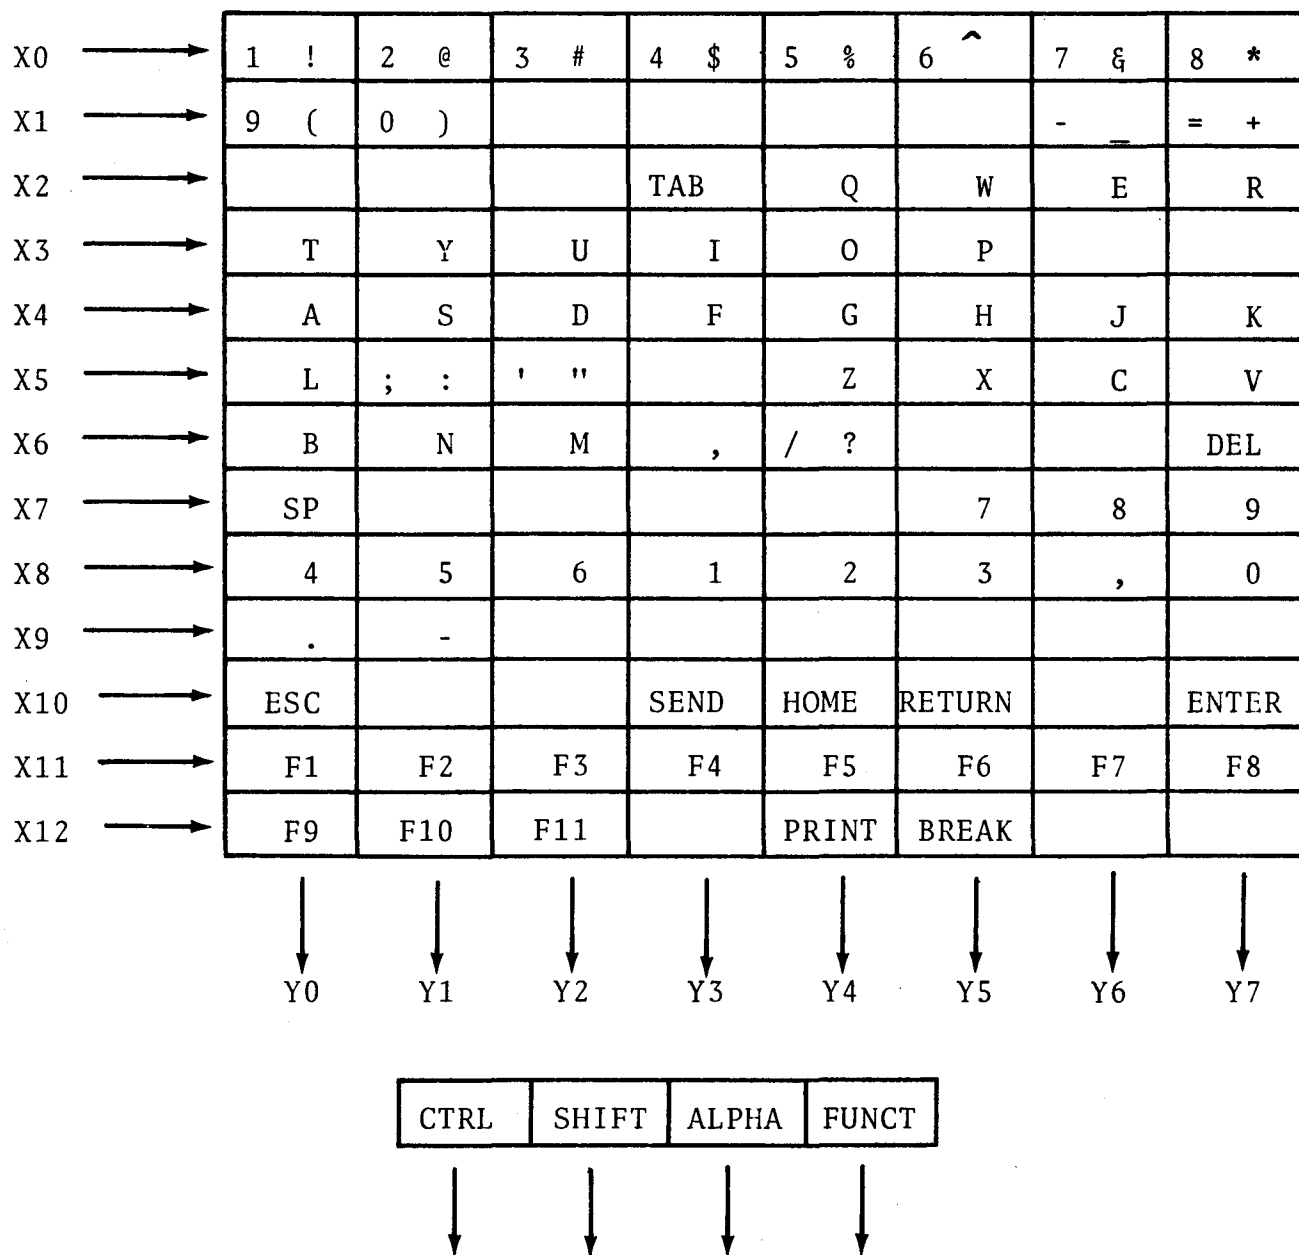 X0 1 ! 2 @ 3 # 4 $ 5 % 6 ^ 7 & 8 *
X1 9 ( 0 ) - _ = +
X2 TAB Q W E R
X3 T Y U I O P
X4 A S D F G H J K
X5 L ; : ' " Z X C V
X6 B N M , / ? DEL
X7 SP 7 8 9
X8 4 5 6 1 2 3 , 0
X9 . -
X10 ESC SEND HOME RETURN ENTER
X11 F1 F2 F3 F4 F5 F6 F7 F8
X12 F9 F10 F11 PRINT BREAK
Y0 Y1 Y2 Y3 Y4 Y5 Y6 Y7
CTRL SHIFT ALPHA FUNCT